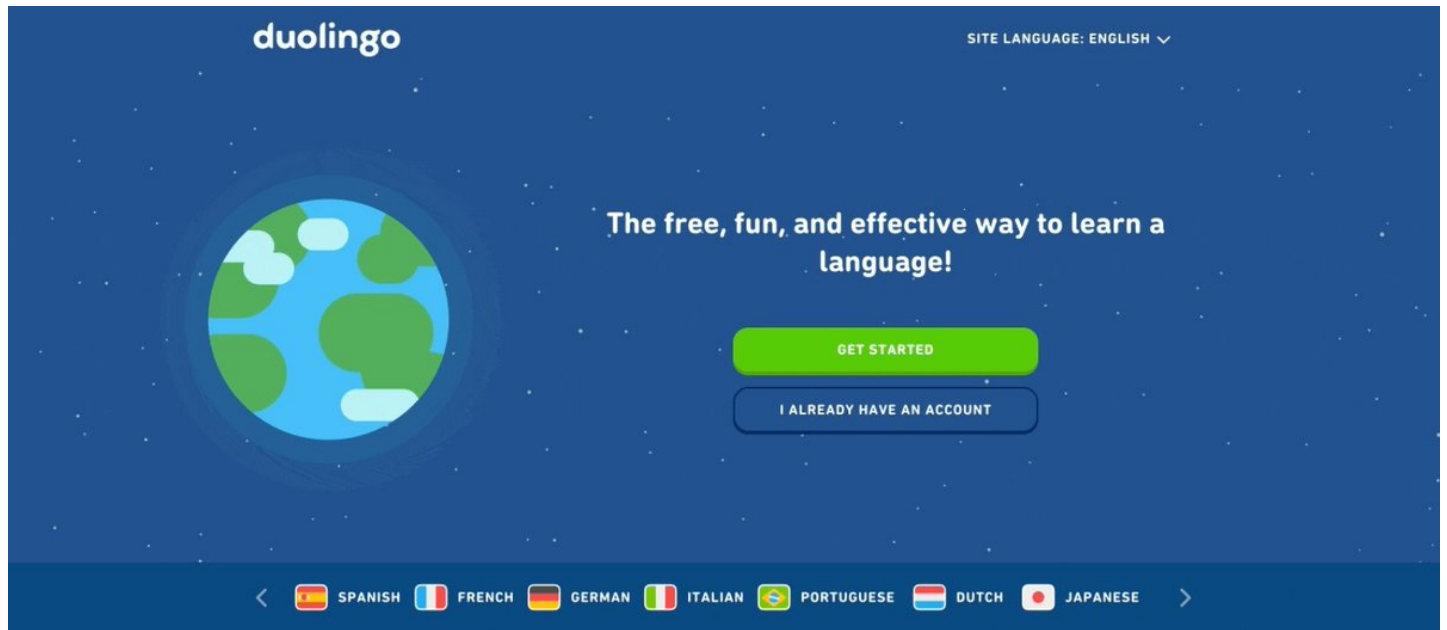 duolingo
SITE LANGUAGE: ENGLISH
The free, fun, and effective way to learn a
language!
GET STARTED
I ALREADY HAVE AN ACCOUNT
SPANISH FRENCH GERMAN ITALIAN PORTUGUESE DUTCH JAPANESE